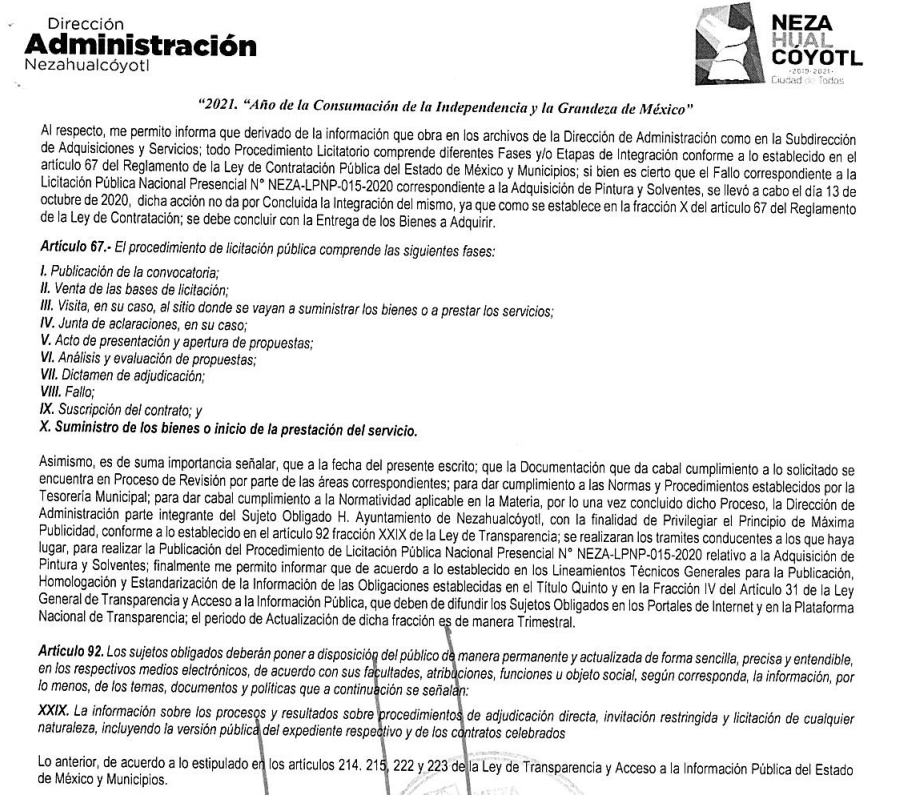 Dirección
Administración
Nezahualcóyotl
NEZA
HUAL
CÓYOTL
·2019·2021·
Ciudad de Todos
"2021. "Año de la Consumación de la Independencia y la Grandeza de México"
Al respecto, me permito informa que derivado de la información que obra en los archivos de la Dirección de Administración como en la Subdirección
de Adquisiciones y Servicios; todo Procedimiento Licitatorio comprende diferentes Fases y/o Etapas de Integración conforme a lo establecido en el
artículo 67 del Reglamento de la Ley de Contratación Pública del Estado de México y Municipios; si bien es cierto que el Fallo correspondiente a la
Licitación Pública Nacional Presencial N° NEZA-LPNP-015-2020 correspondiente a la Adquisición de Pintura y Solventes, se llevó a cabo el día 13 de
octubre de 2020, dicha acción no da por Concluida la Integración del mismo, ya que como se establece en la fracción X del artículo 67 del Reglamento
de la Ley de Contratación; se debe concluir con la Entrega de los Bienes a Adquirir.
Artículo 67.- El procedimiento de licitación pública comprende las siguientes fases:
I. Publicación de la convocatoria;
II. Venta de las bases de licitación;
III. Visita, en su caso, al sitio donde se vayan a suministrar los bienes o a prestar los servicios;
IV. Junta de aclaraciones, en su caso;
V. Acto de presentación y apertura de propuestas;
VI. Análisis y evaluación de propuestas;
VII. Dictamen de adjudicación;
VIII. Fallo;
IX. Suscripción del contrato; y
X. Suministro de los bienes o inicio de la prestación del servicio.
Asimismo, es de suma importancia señalar, que a la fecha del presente escrito; que la Documentación que da cabal cumplimiento a lo solicitado se
encuentra en Proceso de Revisión por parte de las áreas correspondientes; para dar cumplimiento a las Normas y Procedimientos establecidos por la
Tesorería Municipal; para dar cabal cumplimiento a la Normatividad aplicable en la Materia, por lo una vez concluido dicho Proceso, la Dirección de
Administración parte integrante del Sujeto Obligado H. Ayuntamiento de Nezahualcóyotl, con la finalidad de Privilegiar el Principio de Máxima
Publicidad, conforme a lo establecido en el articulo 92 fracción XXIX de la Ley de Transparencia; se realizaran los tramites conducentes a los que haya
lugar, para realizar la Publicación del Procedimiento de Licitación Pública Nacional Presencial N° NEZA-LPNP-015-2020 relativo a la Adquisición de
Pintura y Solventes; finalmente me permito informar que de acuerdo a lo establecido en los Lineamientos Técnicos Generales para la Publicación,
Homologación y Estandarización de la Información de las Obligaciones establecidas en el Título Quinto y en la Fracción IV del Artículo 31 de la Ley
General de Transparencia y Acceso a la Información Pública, que deben de difundir los Sujetos Obligados en los Portales de Internet y en la Plataforma
Nacional de Transparencia; el periodo de Actualización de dicha fracción es de manera Trimestral.
Artículo 92. Los sujetos obligados deberán poner a disposición del público de manera permanente y actualizada de forma sencilla, precisa y entendible,
en los respectivos medios electrónicos, de acuerdo con sus facultades, atribuciones, funciones u objeto social, según corresponda, la información, por
lo menos, de los temas, documentos y políticas que a continuación se señalan:
XXIX. La información sobre los procesos y resultados sobre procedimientos de adjudicación directa, invitación restringida y licitación de cualquier
naturaleza, incluyendo la versión pública del expediente respectivo y de los contratos celebrados
Lo anterior, de acuerdo a lo estipulado en los artículos 214. 215, 222 y 223 de la Ley de Transparencia y Acceso a la Información Pública del Estado
de México y Municipios.